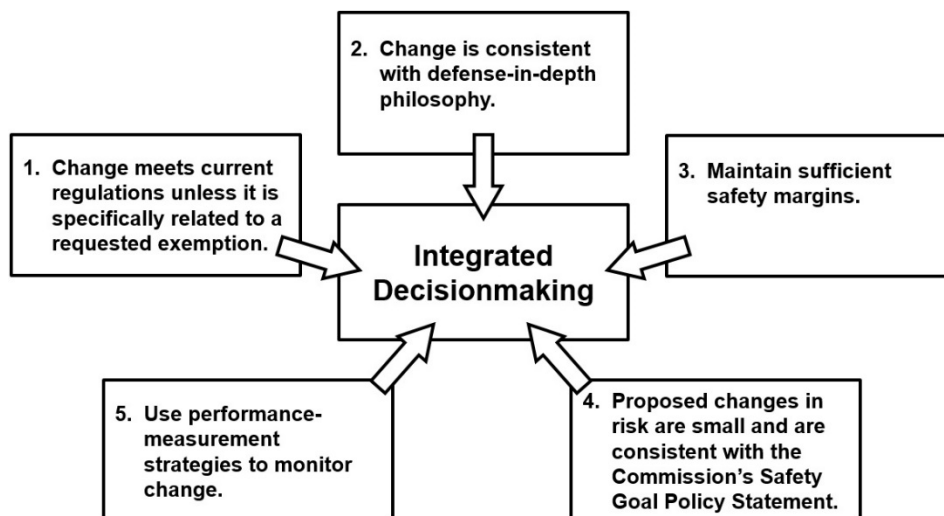 2. Change is consistent
with defense-in-depth
philosophy.
1. Change meets current
regulations unless it is
specifically related to a
requested exemption.
3. Maintain sufficient
safety margins.
Integrated
Decisionmaking
5. Use performance-
measurement
strategies to monitor
change.
4. Proposed changes in
risk are small and are
consistent with the
Commission’s Safety
Goal Policy Statement.